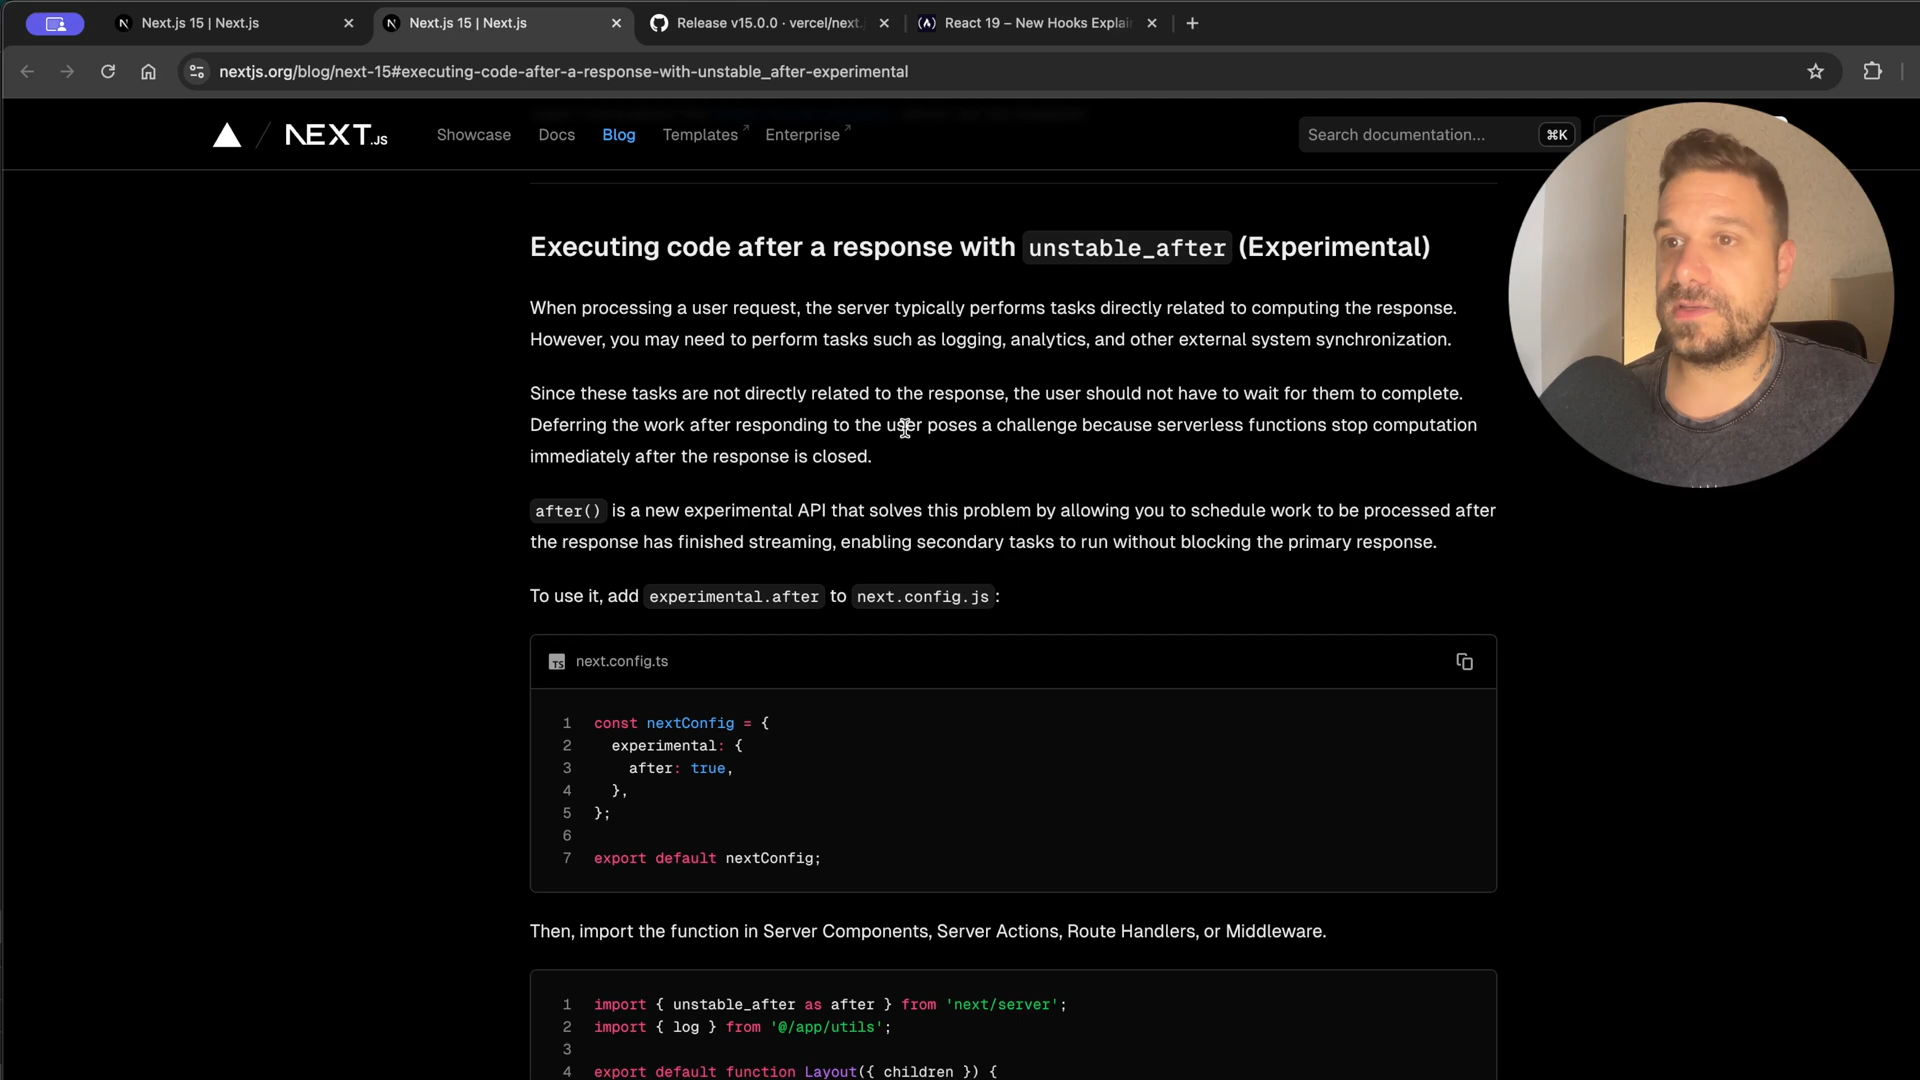 Next.js 15 | Next.js
Next.js 15 | Next.js
Release v15.0.0 · vercel/next.
React 19 – New Hooks Explai
nextjs.org/blog/next-15#executing-code-after-a-response-with-unstable_after-experimental
NEXT.JS
Showcase
Docs
Blog
Templates
Enterprise
Search documentation...
⌘K
Executing code after a response with unstable_after (Experimental)
When processing a user request, the server typically performs tasks directly related to computing the response.
However, you may need to perform tasks such as logging, analytics, and other external system synchronization.
Since these tasks are not directly related to the response, the user should not have to wait for them to complete.
Deferring the work after responding to the user poses a challenge because serverless functions stop computation
immediately after the response is closed.
after() is a new experimental API that solves this problem by allowing you to schedule work to be processed after
the response has finished streaming, enabling secondary tasks to run without blocking the primary response.
To use it, add experimental.after to next.config.js:
TS next.config.ts
1 const nextConfig = {
2 experimental: {
3 after: true,
4 },
5 };
6
7 export default nextConfig;
Then, import the function in Server Components, Server Actions, Route Handlers, or Middleware.
1 import { unstable_after as after } from 'next/server';
2 import { log } from '@/app/utils';
3
4 export default function Layout({ children }) {